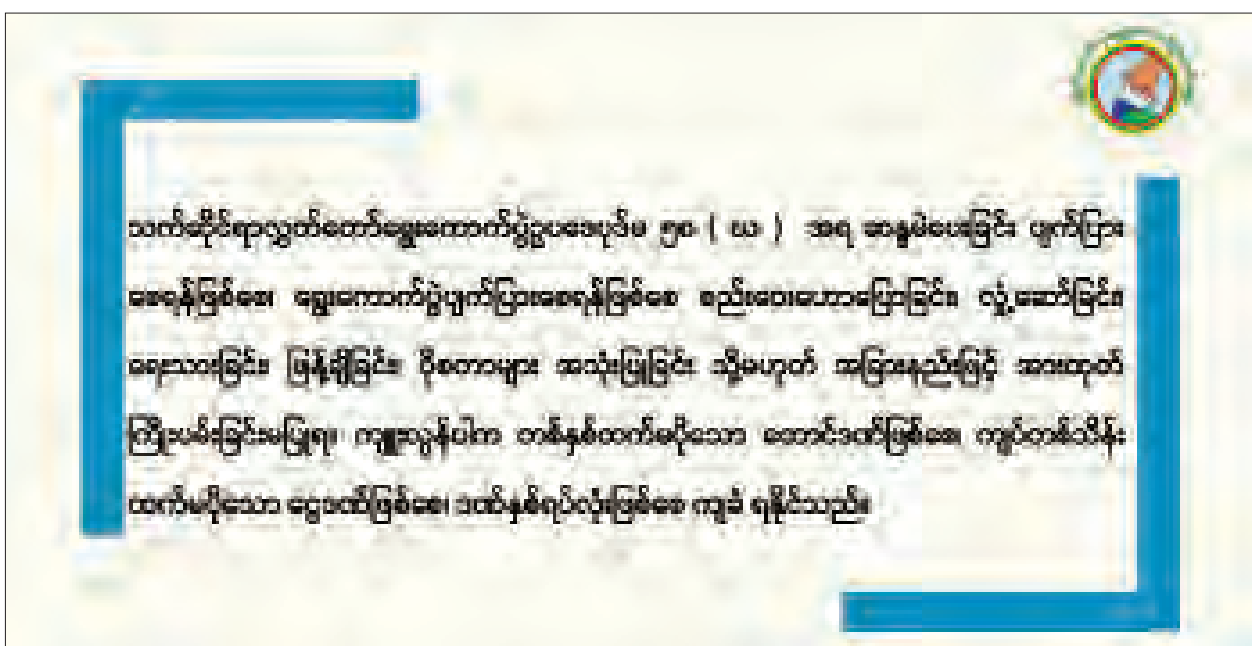 သက်ဆိုင်ရာလွှတ်တော်ရွေးကောက်ပွဲဥပဒေပုဒ်မ ၅၈ ( ဃ ) အရ ဆန္ဒမဲပေးခြင်း ပျက်ပြား
စေရန်ဖြစ်စေ၊ ရွေးကောက်ပွဲပျက်ပြားစေရန်ဖြစ်စေ စည်းဝေးဟောပြောခြင်း၊ လှုံ့ဆော်ခြင်း၊
ရေးသားခြင်း၊ ဖြန့်ချိခြင်း၊ ပိုစတာများ အသုံးပြုခြင်း သို့မဟုတ် အခြားနည်းဖြင့် အားထုတ်
ကြိုးပမ်းခြင်းမပြုရ။ ကျူးလွန်ပါက တစ်နှစ်ထက်မပိုသော ထောင်ဒဏ်ဖြစ်စေ၊ ကျပ်တစ်သိန်း
ထက်မပိုသော ငွေဒဏ်ဖြစ်စေ၊ ဒဏ်နှစ်ရပ်လုံးဖြစ်စေ ကျခံ ရနိုင်သည်။